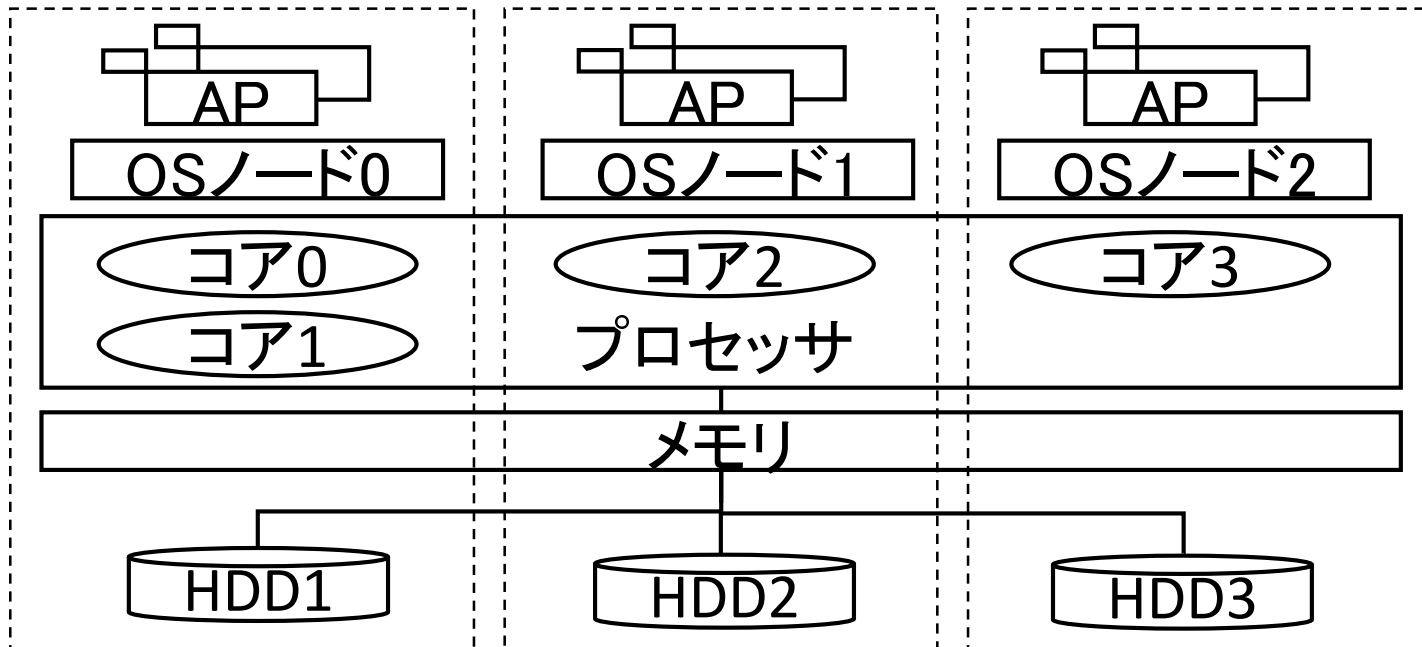 AP AP AP
OSノード0 OSノード1 OSノード2
コア0 コア2 コア3
コア1 プロセッサ
メモリ
HDD1 HDD2 HDD3